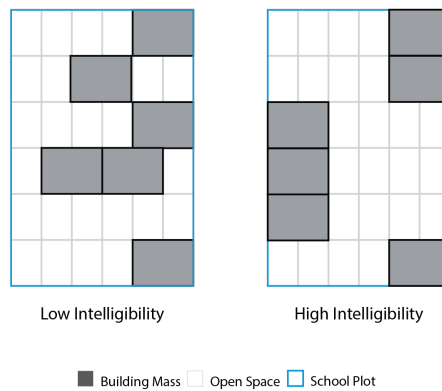 Low Intelligibility
High Intelligibility
Building Mass Open Space School Plot